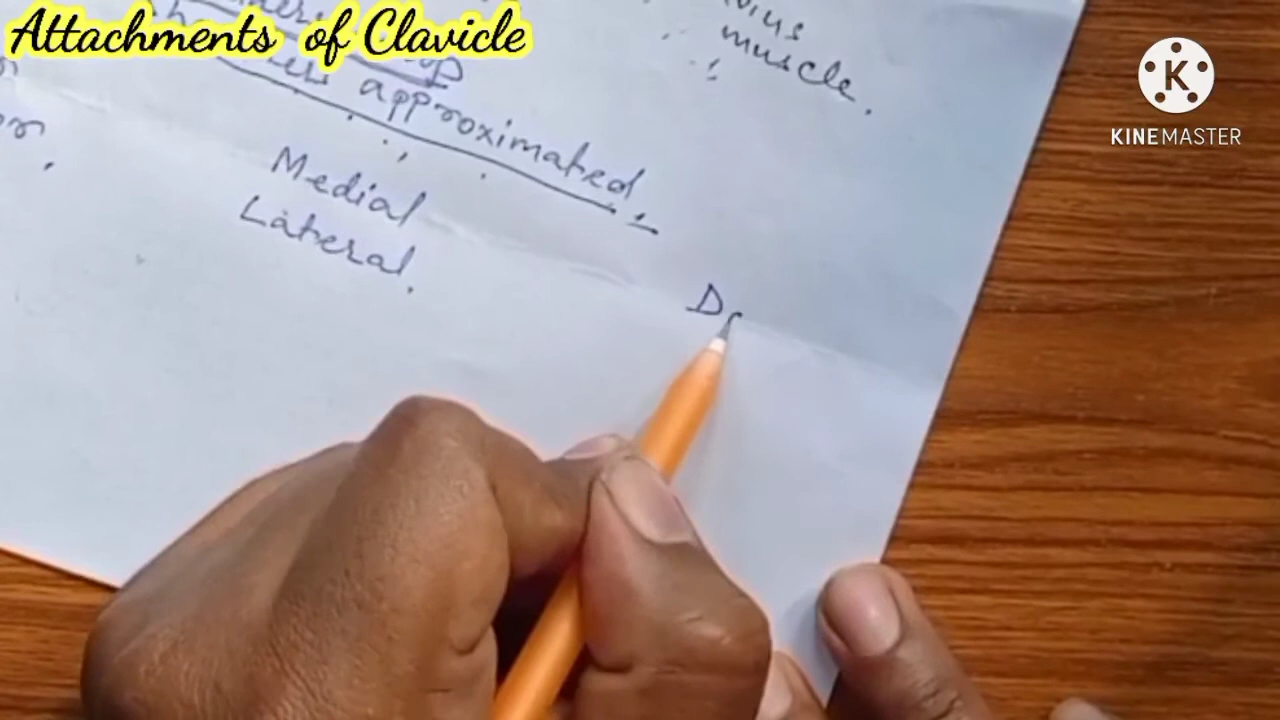 Attachments of Clavicle
muscle.
approximated.
Medial
Lateral.
D
KINEMASTER